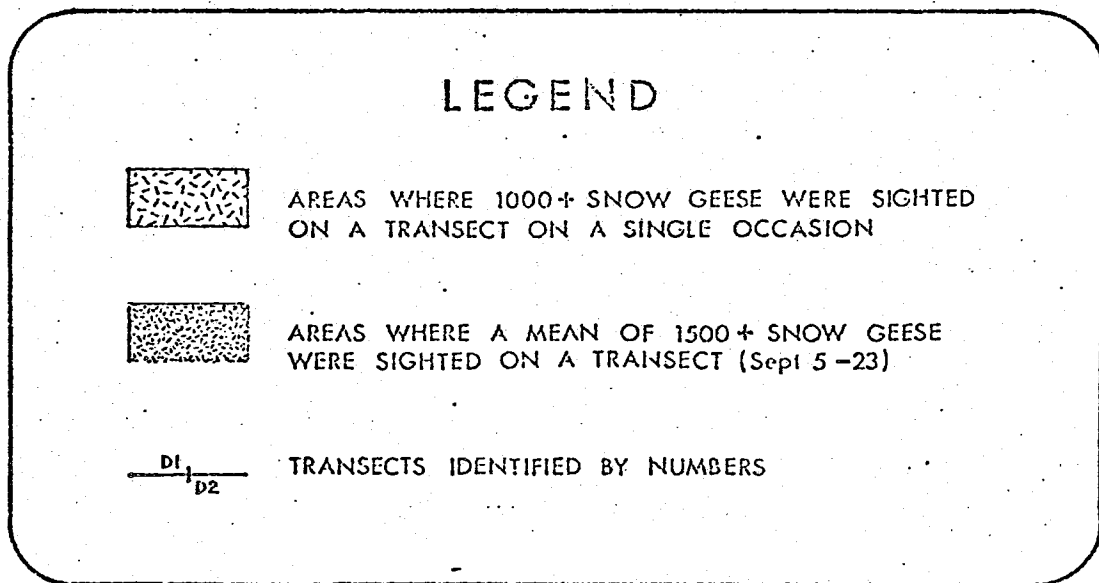 LEGEND
AREAS WHERE 1000+ SNOW GEESE WERE SIGHTED
ON A TRANSECT ON A SINGLE OCCASION
AREAS WHERE A MEAN OF 1500+ SNOW GEESE
WERE SIGHTED ON A TRANSECT (Sept 5-23)
D1
D2
TRANSECTS IDENTIFIED BY NUMBERS